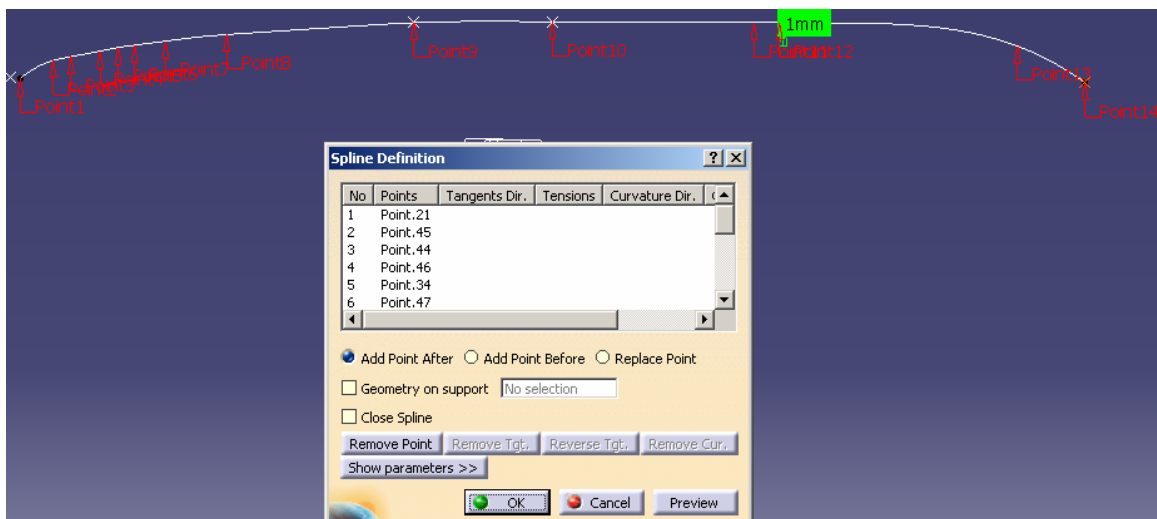 1mm
Point9
Point10
Point12
Point8
Point1
Point14
Spline Definition
No Points Tangents Dir. Tensions Curvature Dir.
1 Point.21
2 Point.45
3 Point.44
4 Point.46
5 Point.34
6 Point.47
Add Point After Add Point Before Replace Point
Geometry on support No selection
Close Spline
Remove Point Remove Tgt. Reverse Tgt. Remove Cur.
Show parameters >>
OK Cancel Preview